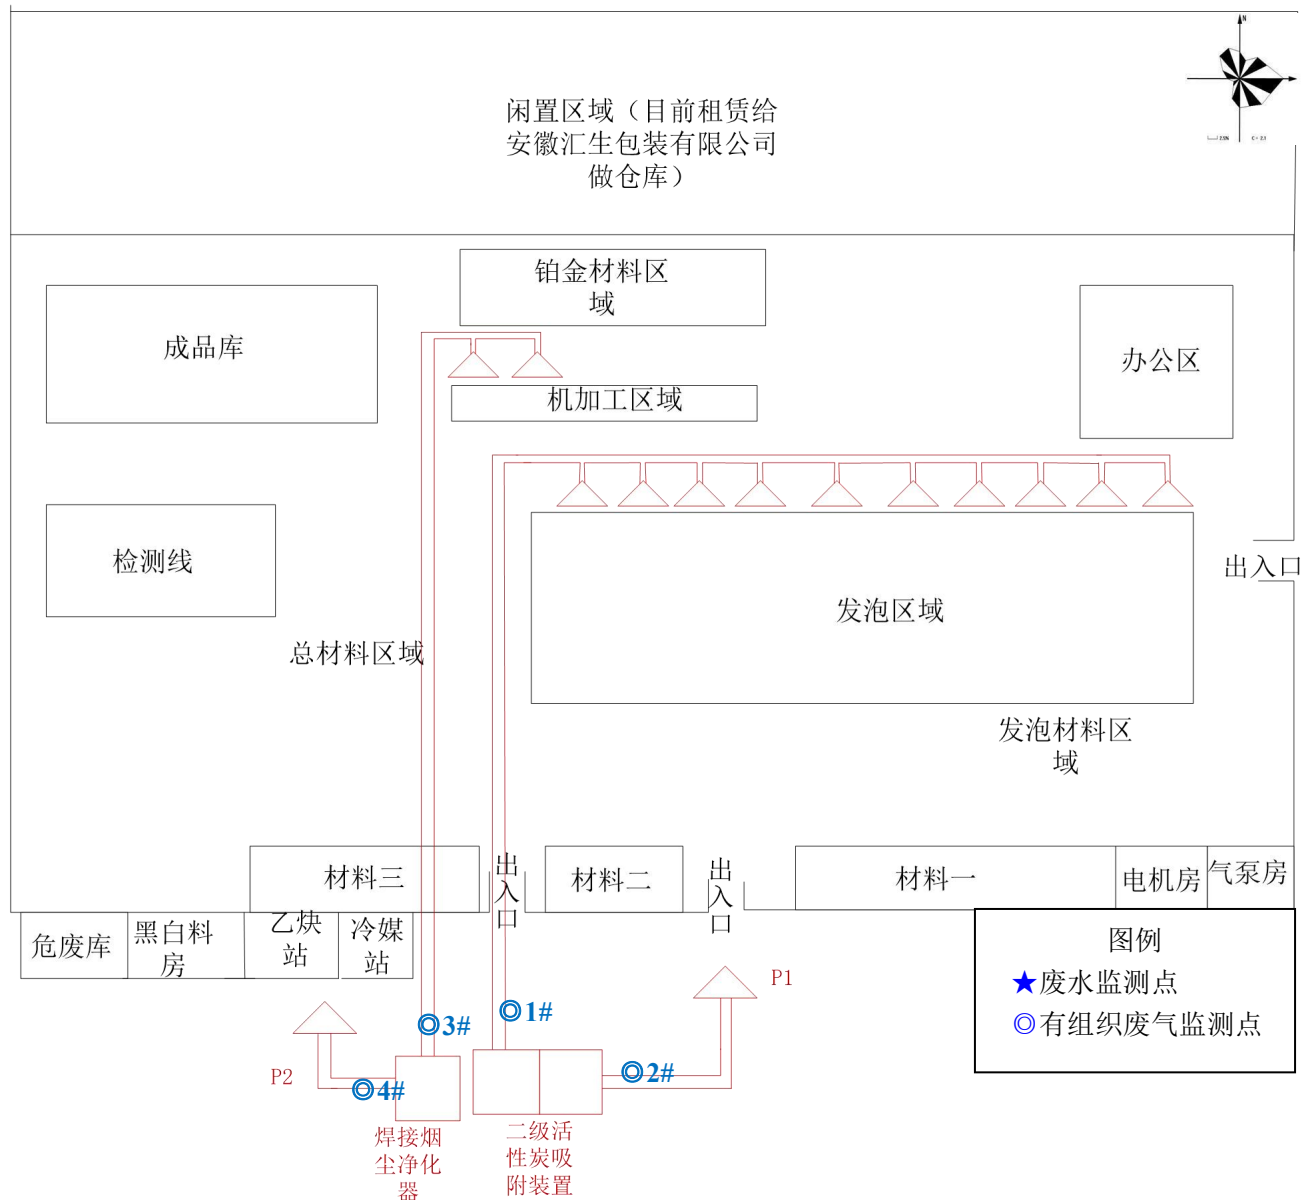 N
闲置区域（目前租赁给
安徽汇生包装有限公司
做仓库）
铂金材料区
域
成品库
办公区
机加工区域
检测线
出入口
发泡区域
总材料区域
发泡材料区
域
材料三
出
入
口
材料二
出
入
口
材料一
电机房
气泵房
危废库
黑白料
房
乙炔
站
冷媒
站
图例
★废水监测点
◎有组织废气监测点
P1
◎1#
◎3#
◎2#
P2
◎4#
焊接烟
尘净化
器
二级活
性炭吸
附装置